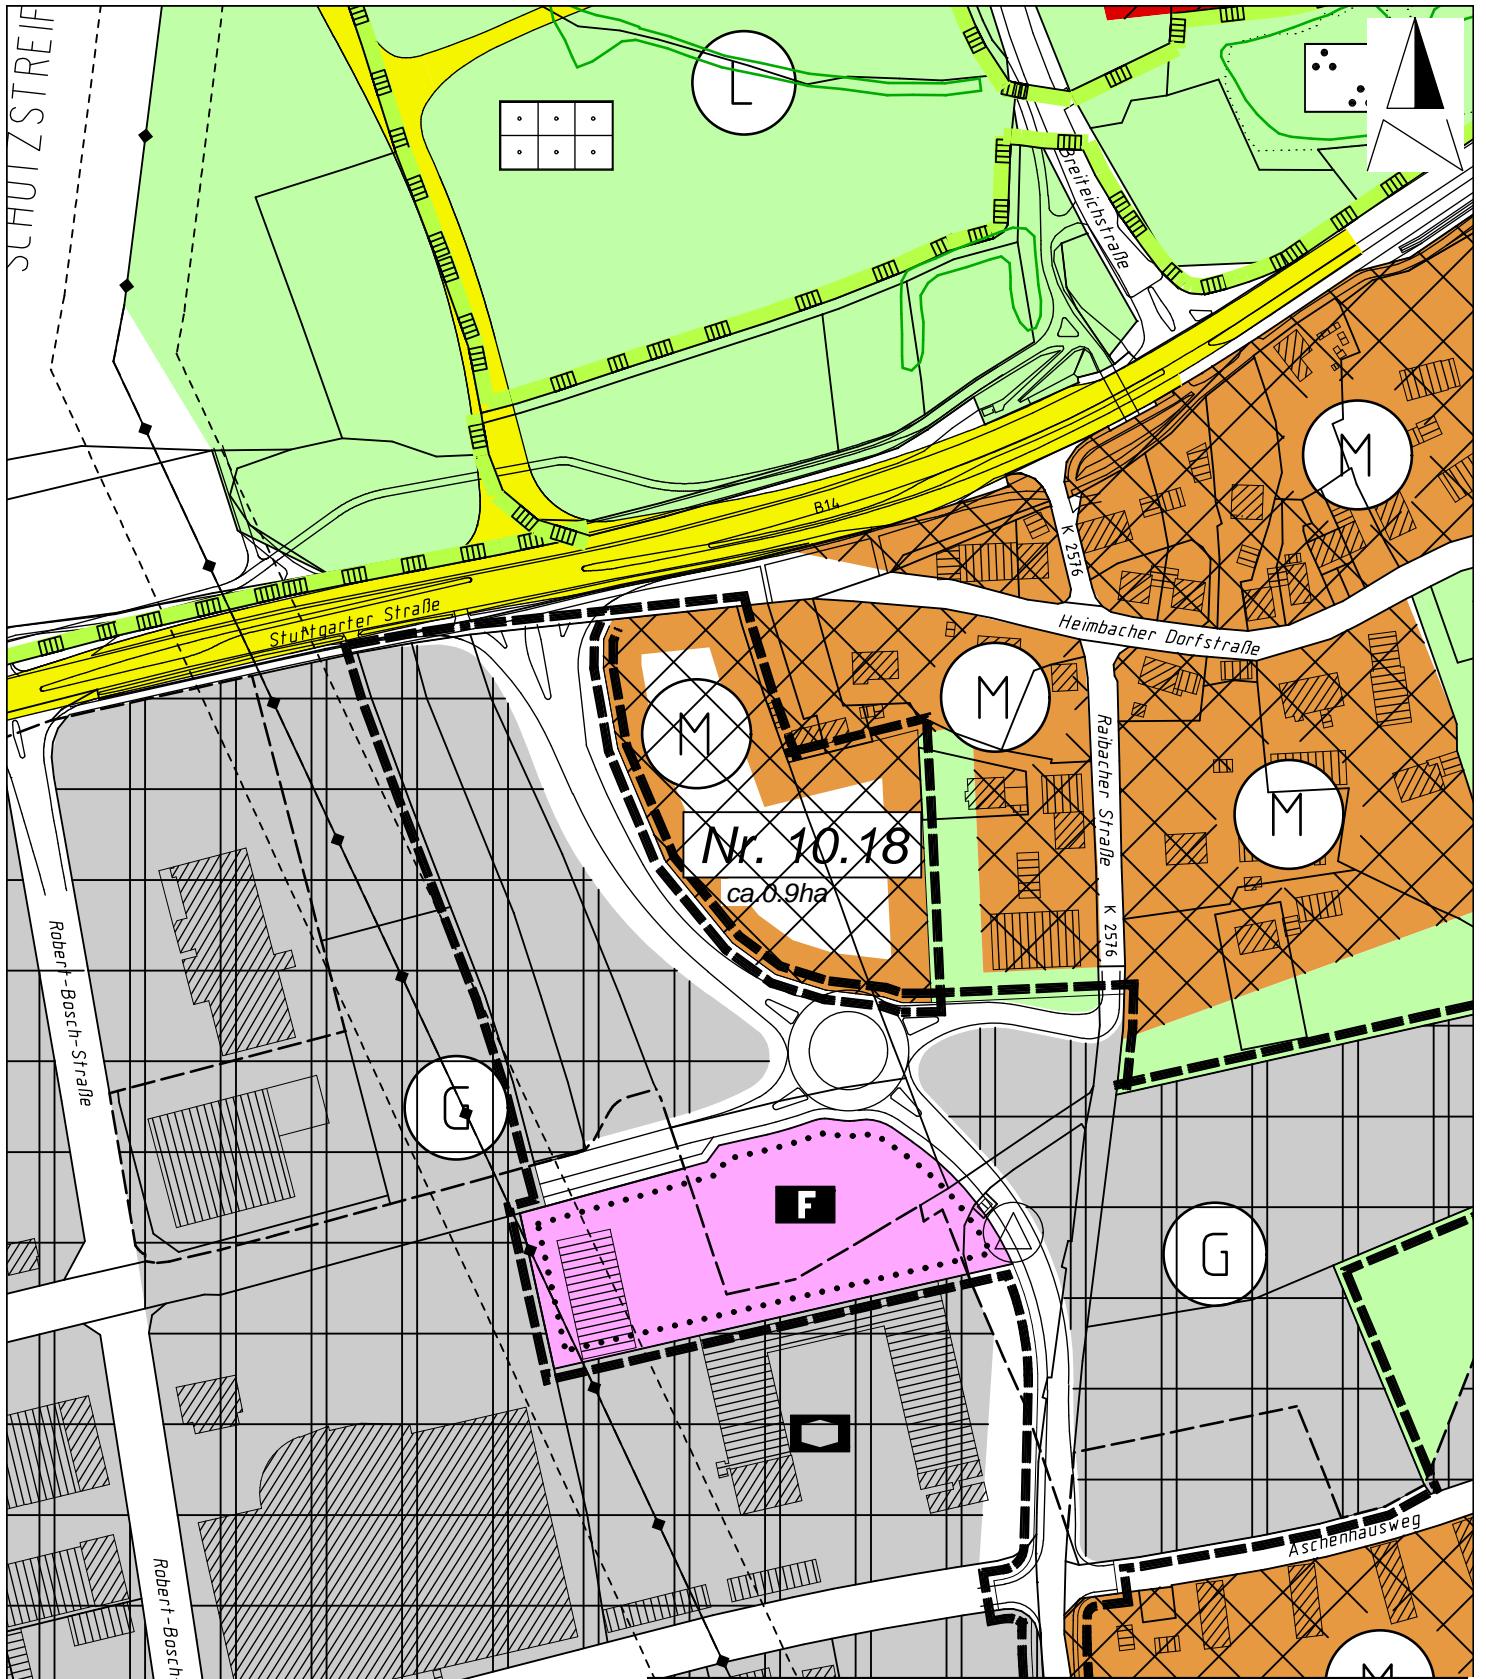 SCHUTZSTREIF
L
Breiteichstraße
M
B14
K 2576
Stuttgarter Straße
Heimbacher Dorfstraße
M
M
Raibacher Straße
M
Nr. 10.18
ca.0.9ha
K 2576
Robert-Bosch-Straße
G
F
G
Aschenhausweg
Robert-Bosch-
M